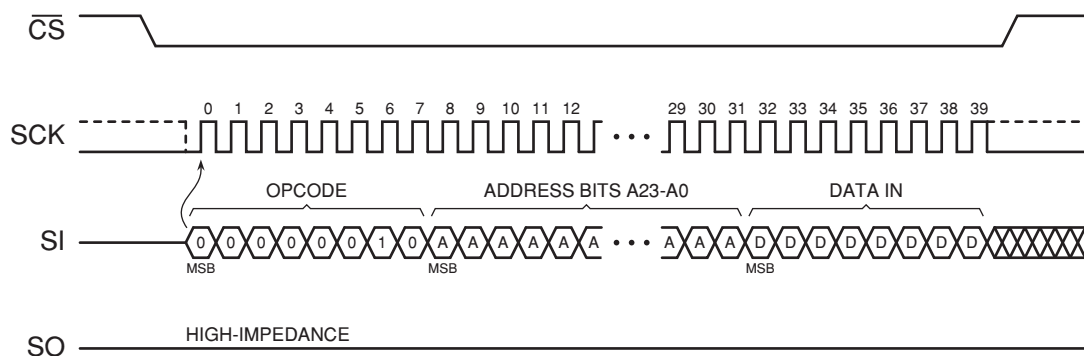 CS
0 1 2 3 4 5 6 7 8 9 10 11 12 29 30 31 32 33 34 35 36 37 38 39
SCK
OPCODE ADDRESS BITS A23-A0 DATA IN
SI 0 0 0 0 0 0 1 0 A A A A A A A A A D D D D D D D D
MSB MSB MSB
HIGH-IMPEDANCE
SO